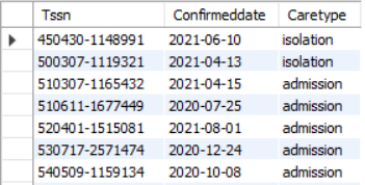 Tssn Confirmeddate Caretype
450430-1148991 2021-06-10 isolation
500307-1119321 2021-04-13 isolation
510307-1165432 2021-04-15 admission
510611-1677449 2020-07-25 admission
520401-1515081 2021-08-01 admission
530717-2571474 2020-12-24 admission
540509-1159134 2020-10-08 admission